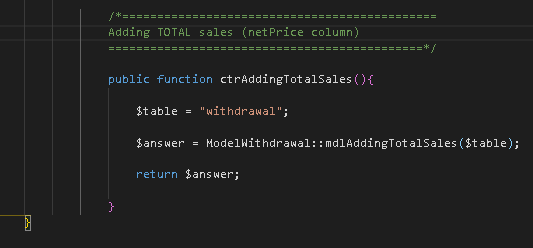 /*=============================================
Adding TOTAL sales (netPrice column)
=============================================*/
public function ctrAddingTotalSales(){
$table = "withdrawal";
$answer = ModelWithdrawal::mdlAddingTotalSales($table);
return $answer;
}
}